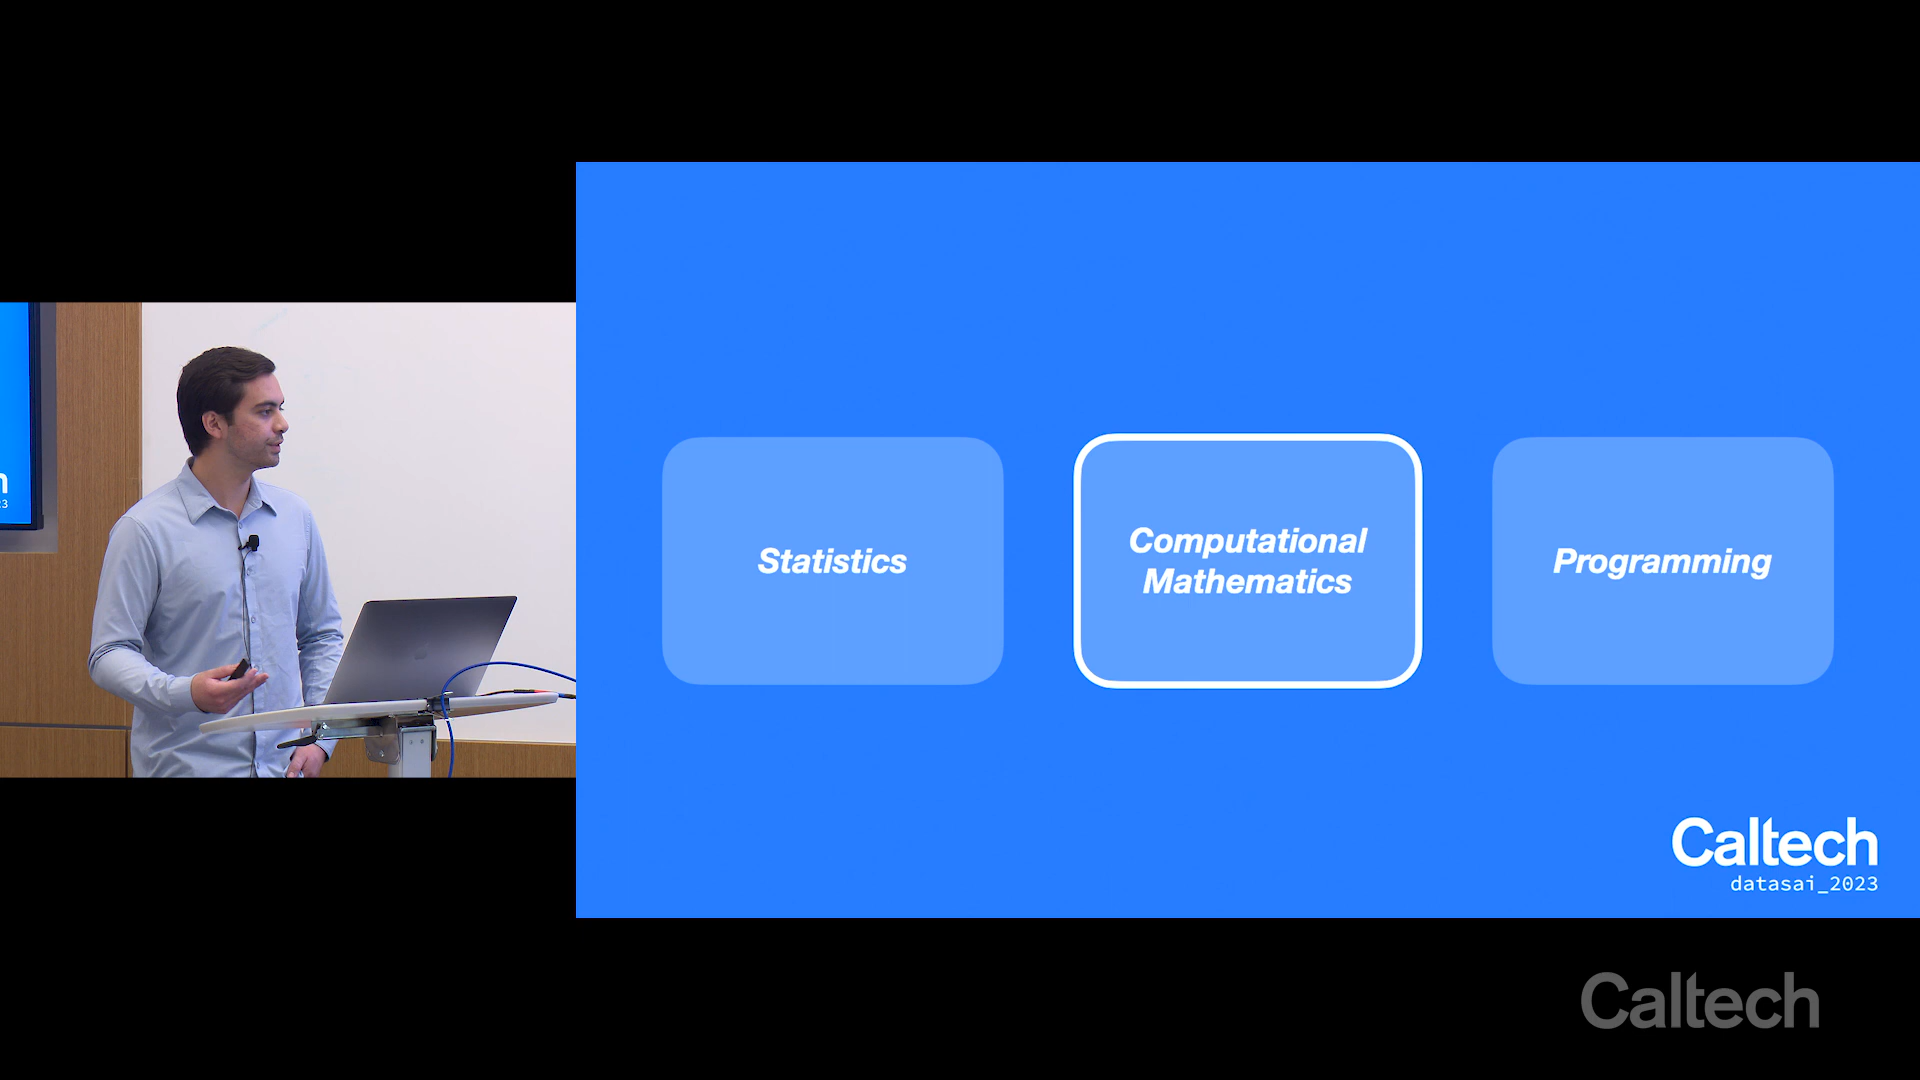 Statistics
Computational
Mathematics
Programming
Caltech
datasai_2023
Caltech